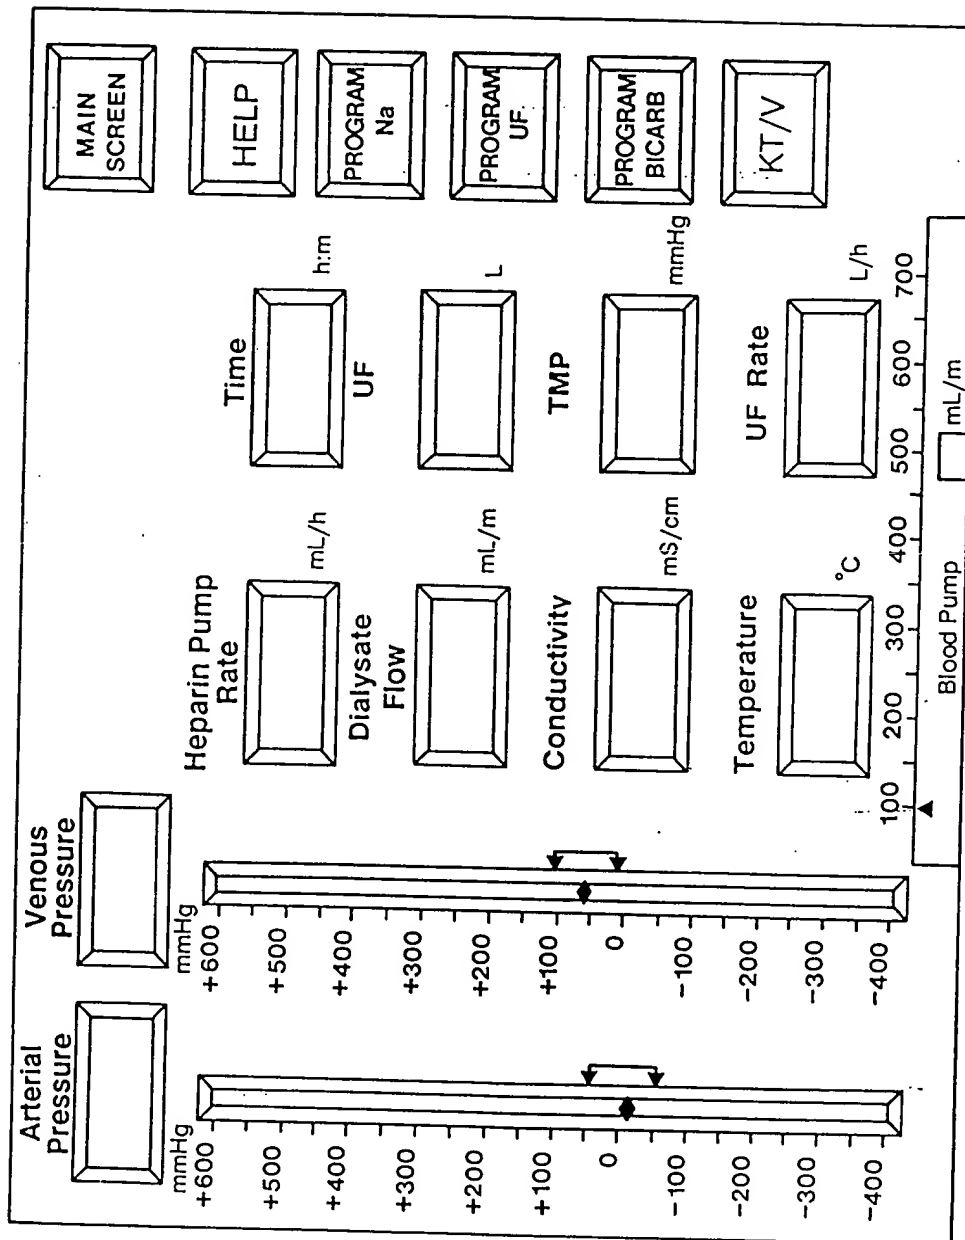 Arterial
Pressure
mmHg
+600
+500
+400
+300
+200
+100
0
-100
-200
-300
-400
Venous
Pressure
mmHg
+600
+500
+400
+300
+200
+100
0
-100
-200
-300
-400
Heparin Pump
Rate
mL/h
Dialysate
Flow
mL/m
Conductivity
mS/cm
Temperature
°C
Time
h:m
UF
L
TMP
mmHg
UF Rate
L/h
MAIN
SCREEN
HELP
PROGRAM
Na
PROGRAM
UF
PROGRAM
BICARB
KT/V
100 200 300 400 500 600 700
Blood Pump mL/m